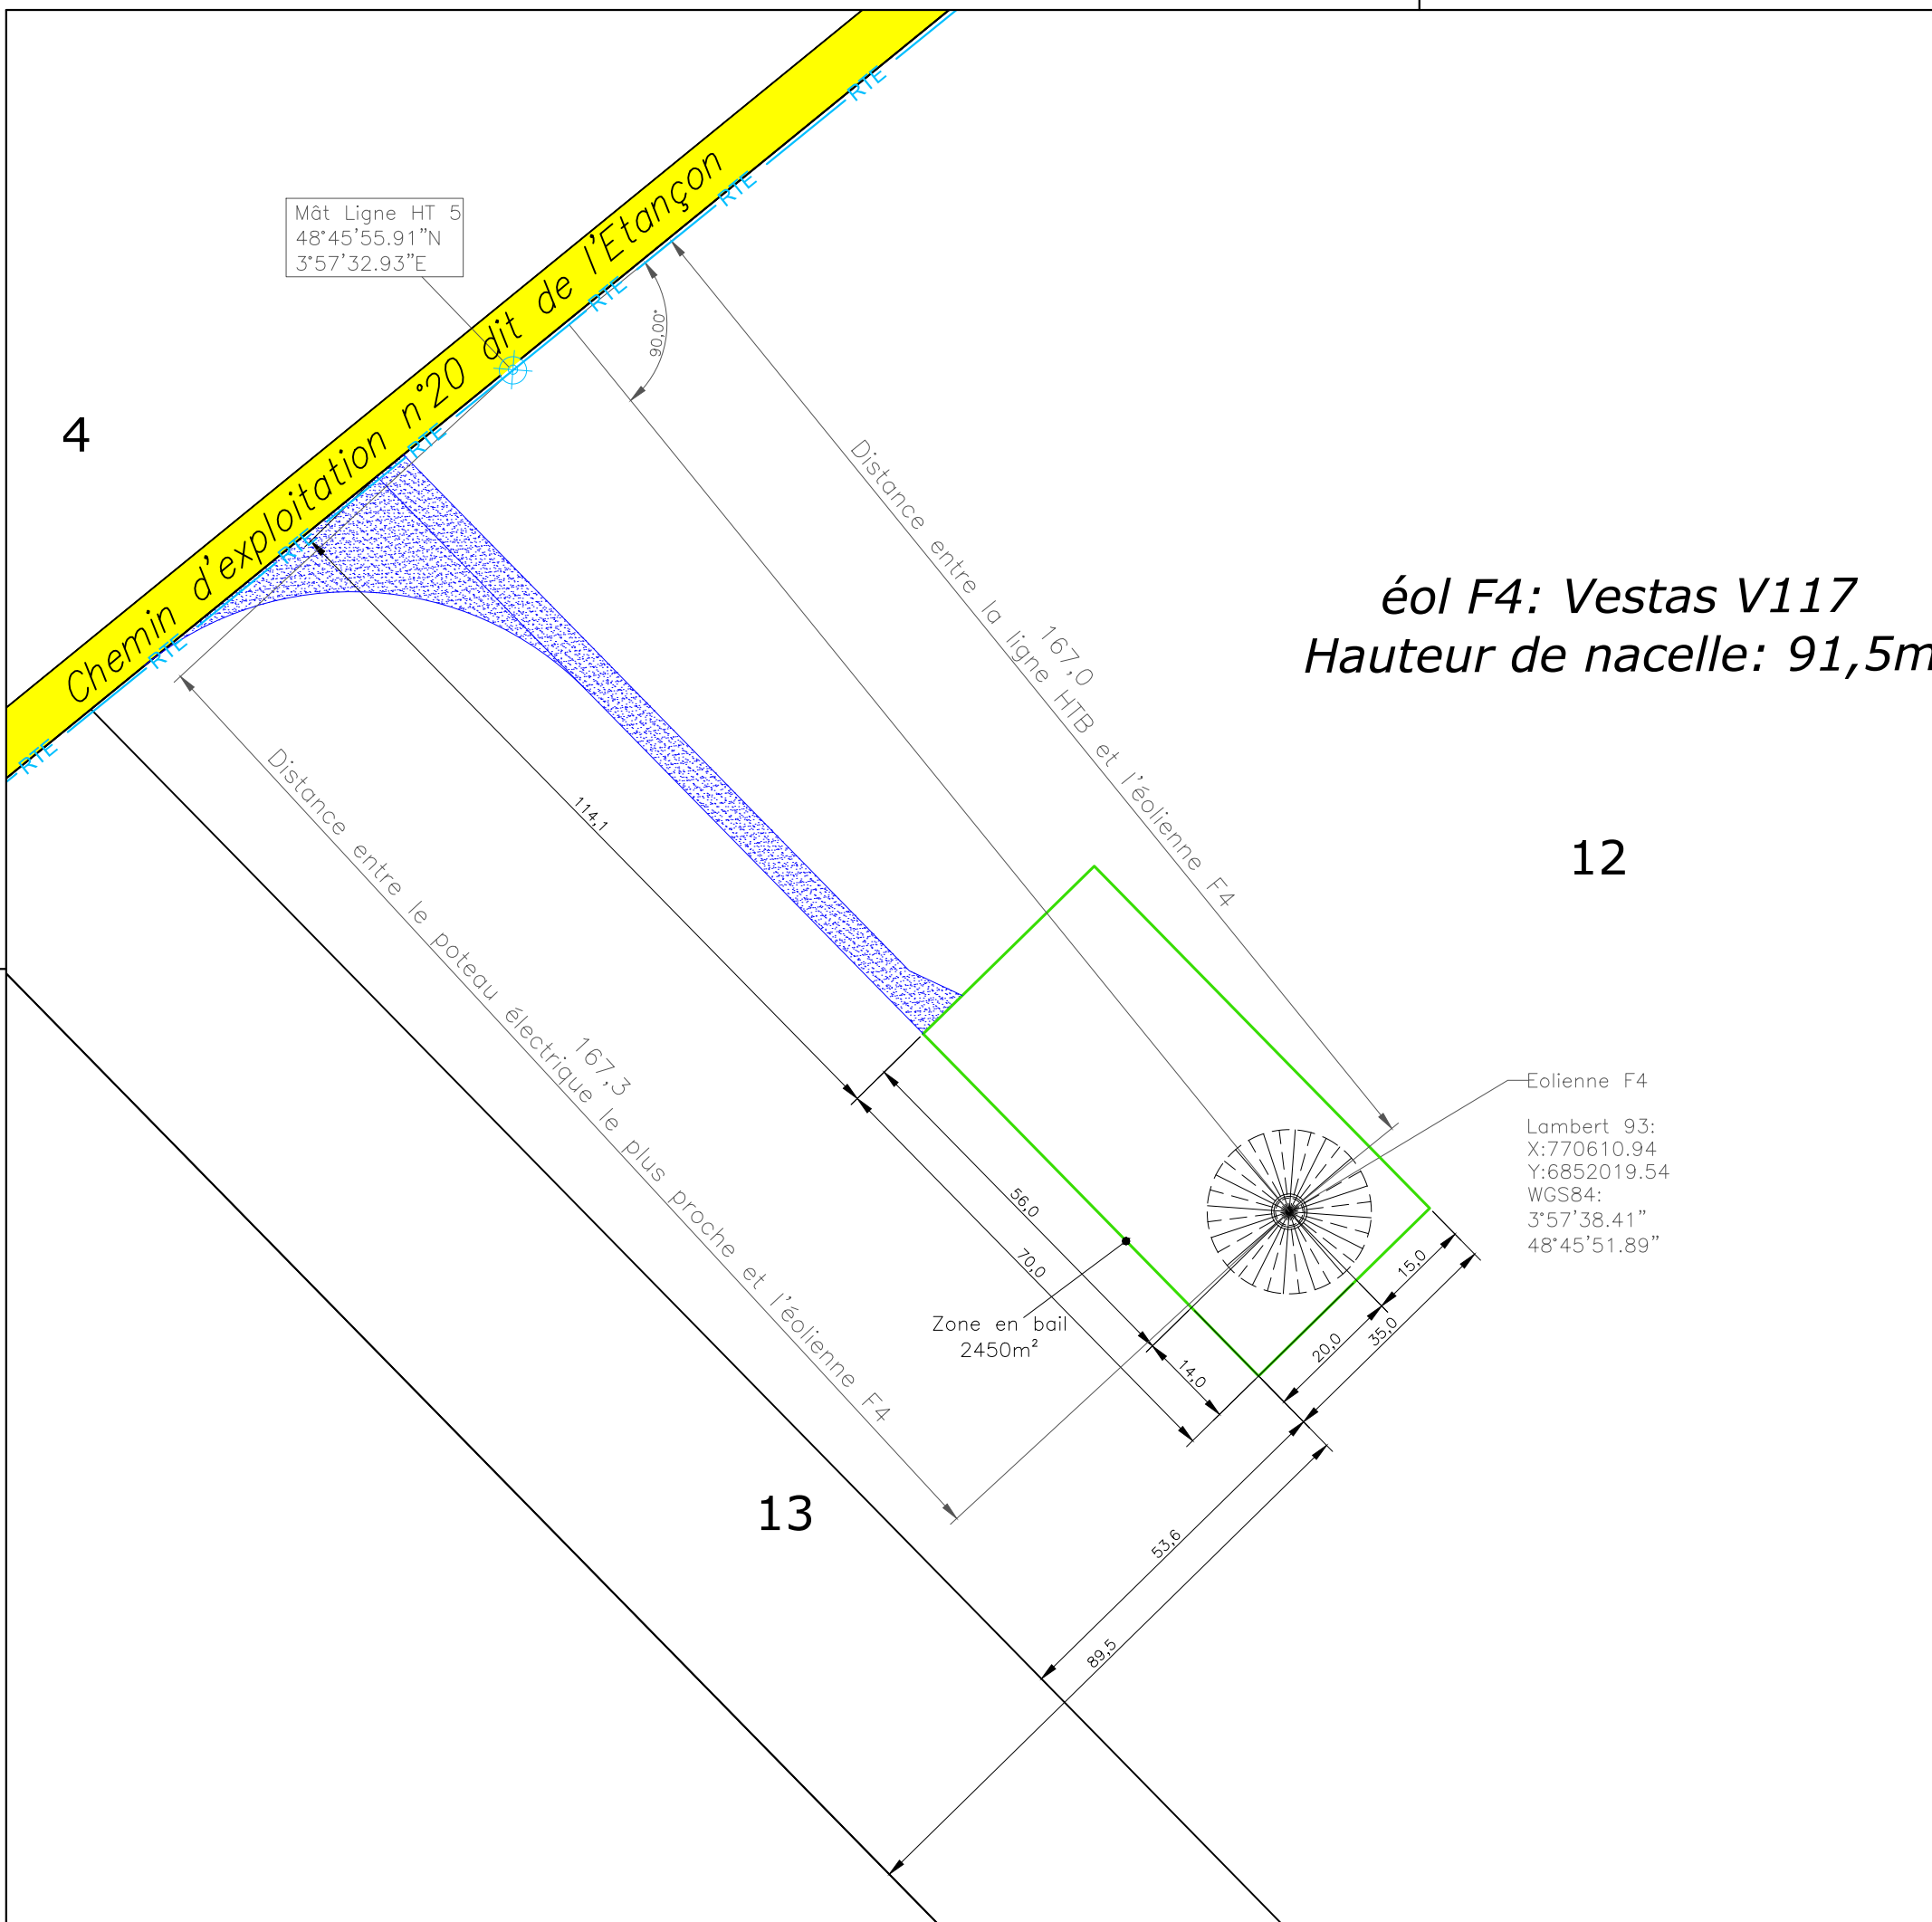 RTE
RTE
Mât Ligne HT 5
48°45'55.91"N
3°57'32.93"E
Chemin d'exploitation n°20 dit de l'Etançon
RTE
90,00°
RTE
RTE
RTE
RTE
4
167,0
Distance entre la ligne HTB et l'éolienne F4
éol F4: Vestas V117
Hauteur de nacelle: 91,5m
114,1
12
167,3
Distance entre le poteau électrique le plus proche et l'éolienne F4
Eolienne F4
Lambert 93:
X:770610.94
Y:6852019.54
WGS84:
3°57'38.41"
48°45'51.89"
56,0
70,0
15,0
35,0
20,0
14,0
Zone en bail
2450m²
13
53,6
89,5